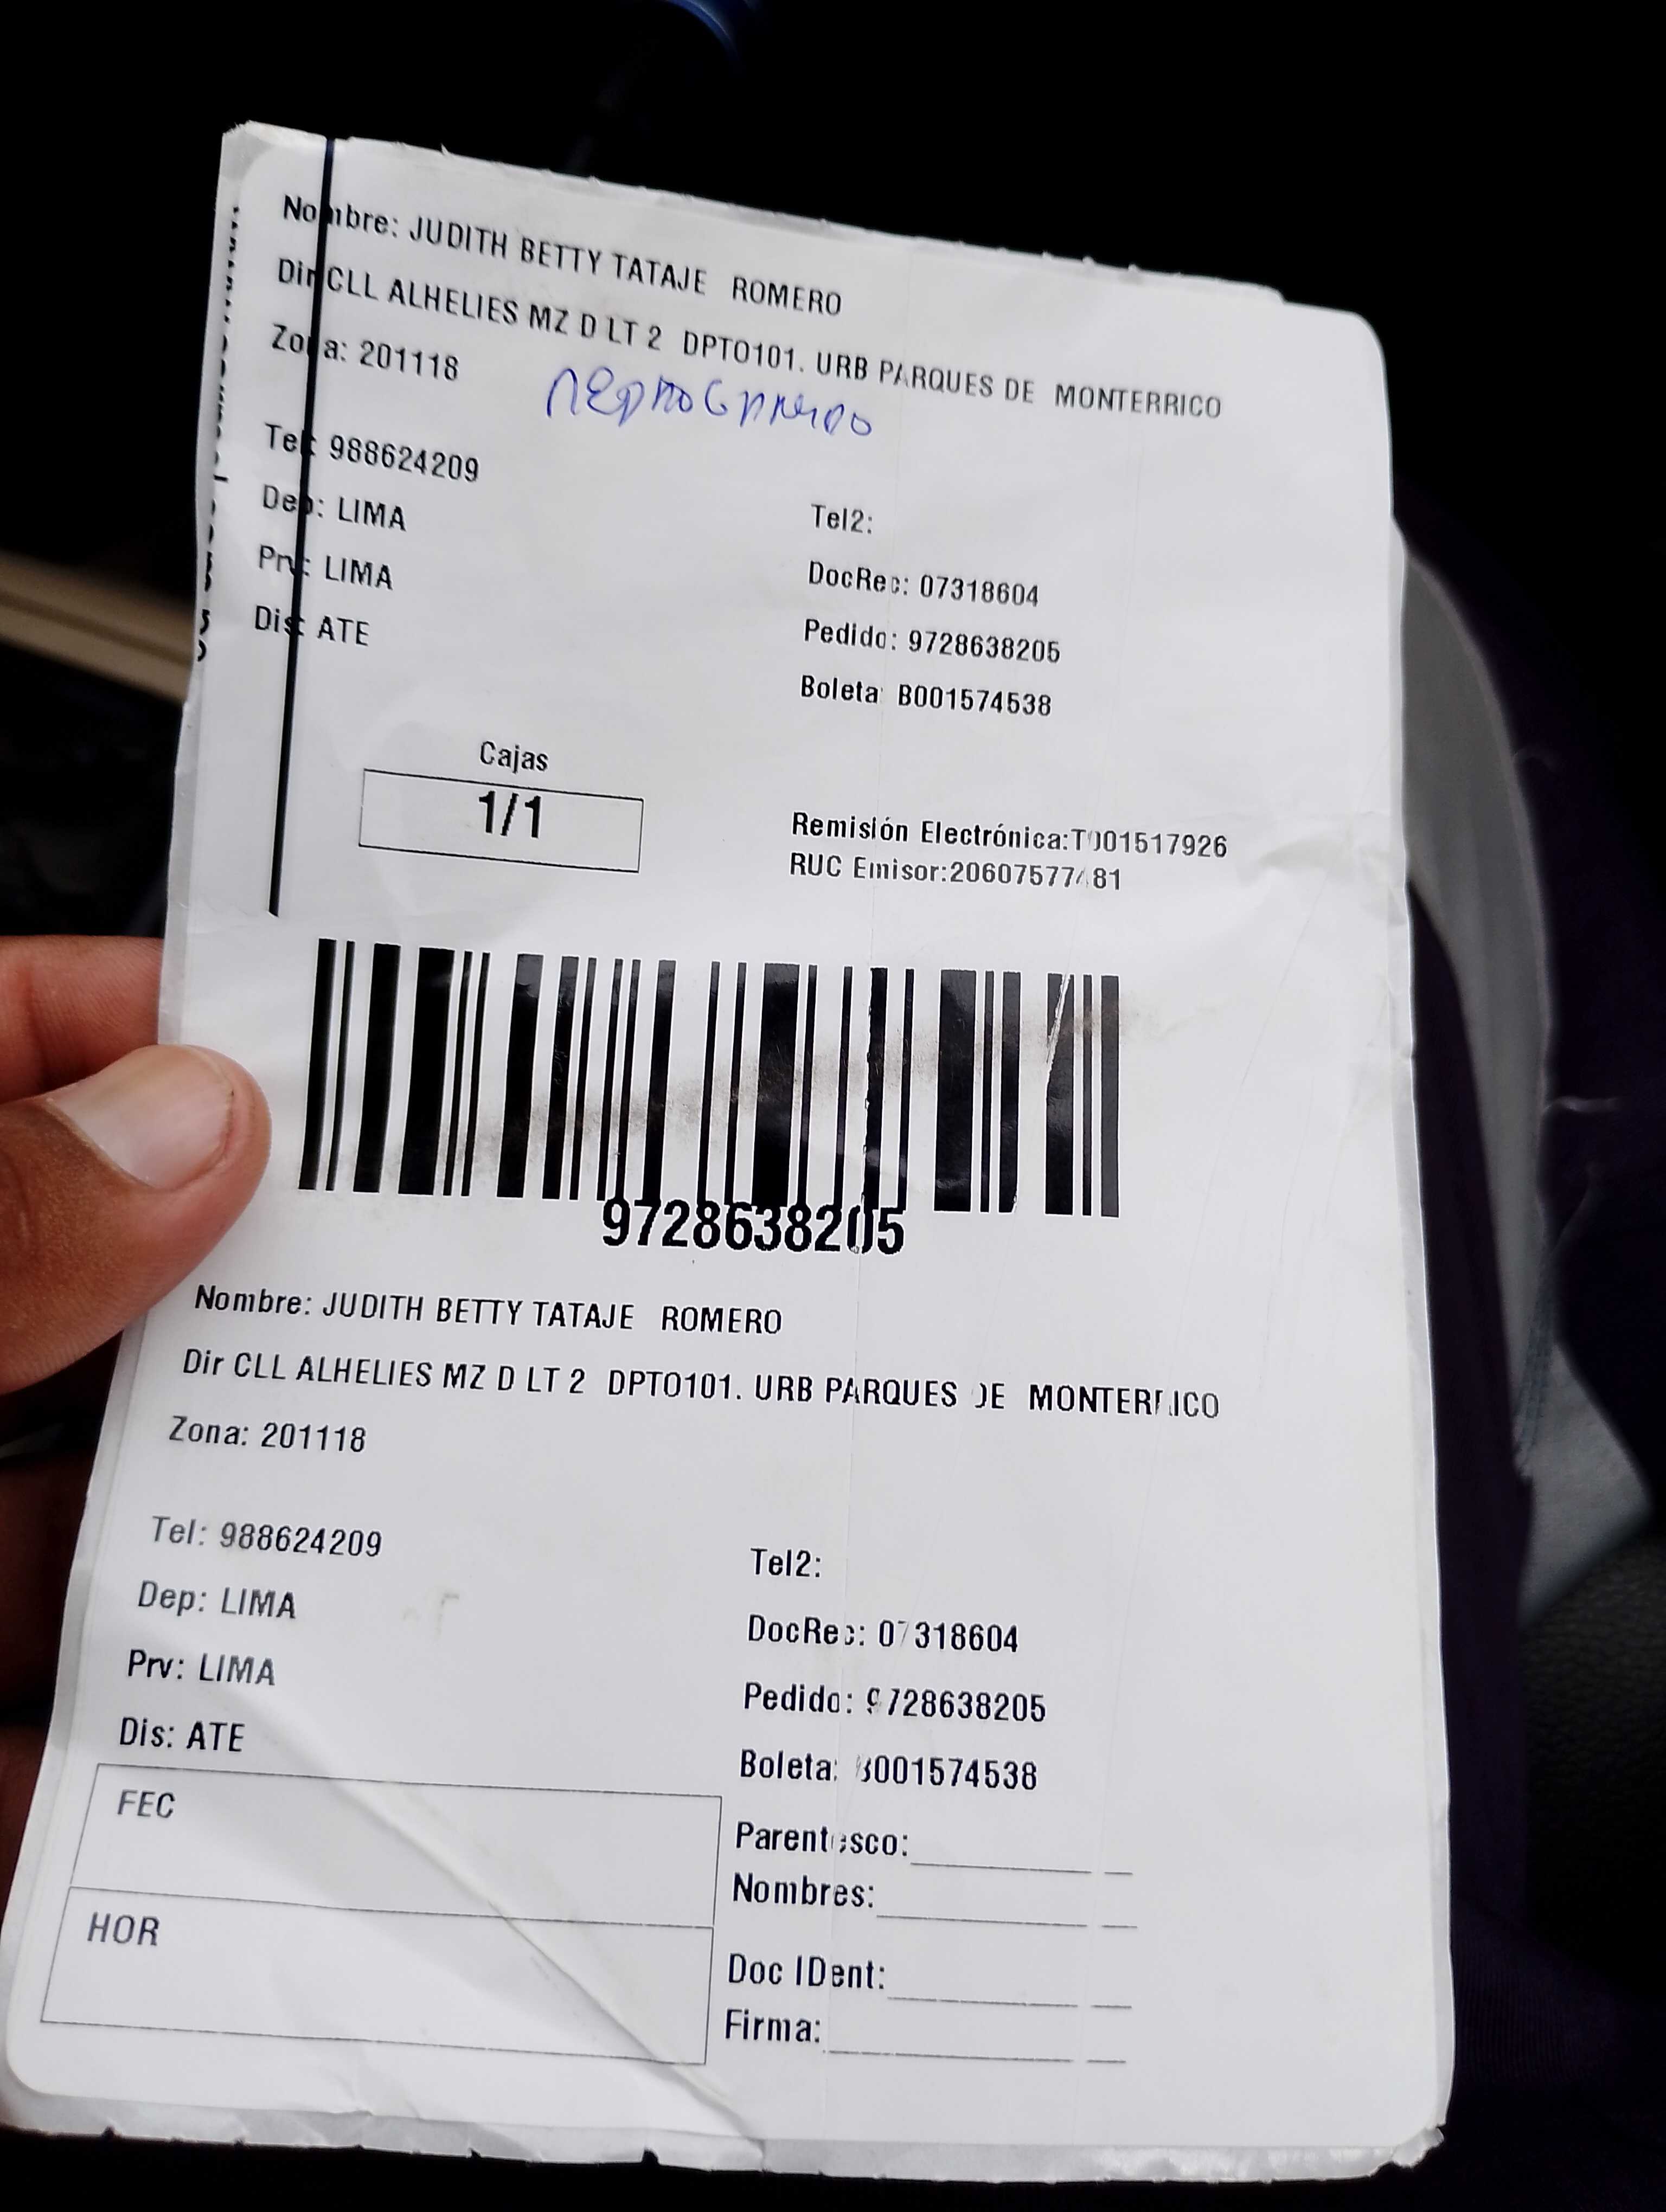 Nombre: JUDITH BETTY TATAJE ROMERO
Dir CLL ALHELIES MZ D LT 2 DPTO101. URB PARQUES DE MONTERRICO
Zona: 201118
Tel: 988624209
Tel2:
Dep: LIMA
DocRec: 07318604
Prv: LIMA
Pedido: 9728638205
Dis: ATE
Boleta: B001574538
Cajas
1/1
Remisión Electrónica:T001517926
RUC Emisor:20607577481
9728638205
Nombre: JUDITH BETTY TATAJE ROMERO
Dir CLL ALHELIES MZ D LT 2 DPTO101. URB PARQUES DE MONTERRICO
Zona: 201118
Tel: 988624209
Tel2:
Dep: LIMA
DocRec: 07318604
Prv: LIMA
Pedido: 9728638205
Dis: ATE
Boleta: B001574538
FEC
Parentesco:
Nombres:
HOR
Doc IDent:
Firma: